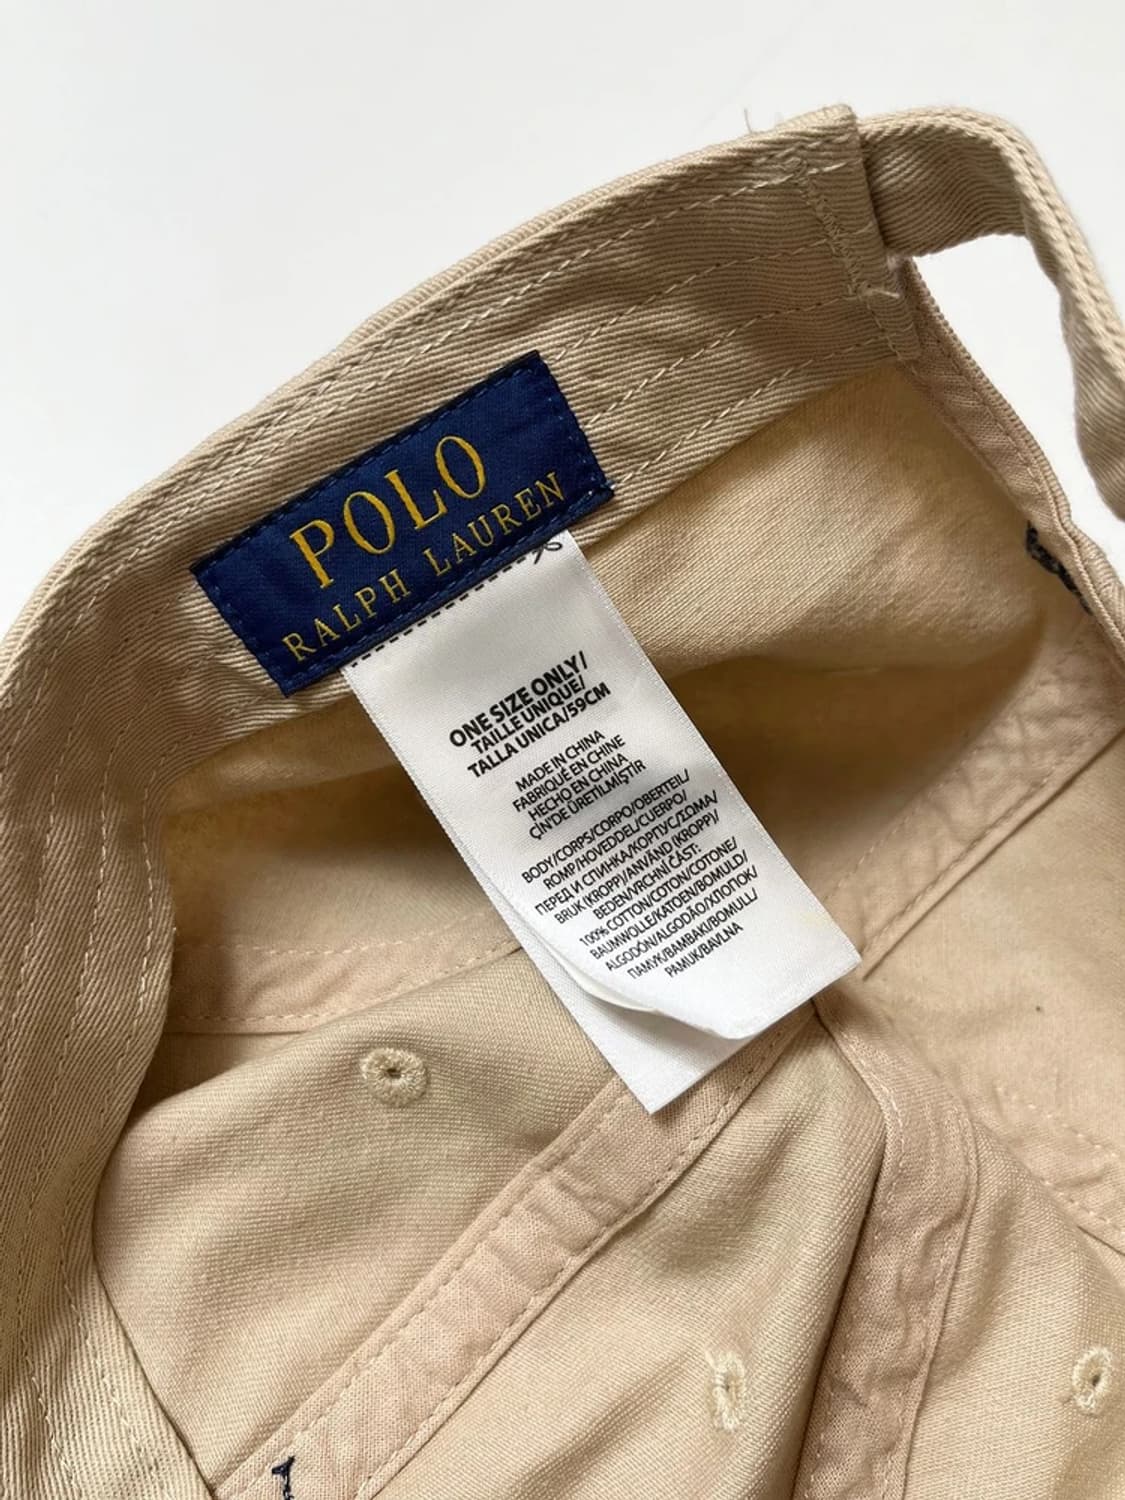 POLO
RALPH LAUREN
ONE SIZE ONLY/
TAILLE UNIQUE/
TALLA UNICA/59CM
MADE IN CHINA
FABRIQUÉ EN CHINE
HECHO EN CHINA
ÇİN'DE ÜRETİLMİŞTİR
BODY/CORPS/CORPO/OBERTEIL/
ROMP/HOVEDDEL/CUERPO/
ПЕРЕД И СПИНКА/КОРПУС/ΣΩΜΑ/
BRUK (KROPP)/ANVÄND (KROPP)/
BEDEN/VRCHNÍ ČÁST:
100% COTTON/COTON/COTONE/
BAUMWOLLE/KATOEN/BOMULD/
ALGODÓN/ALGODÃO/ХЛОПОК/
ПАМУК/ΒΑΜΒΑΚΙ/BOMULL/
PAMUK/BAVLNA